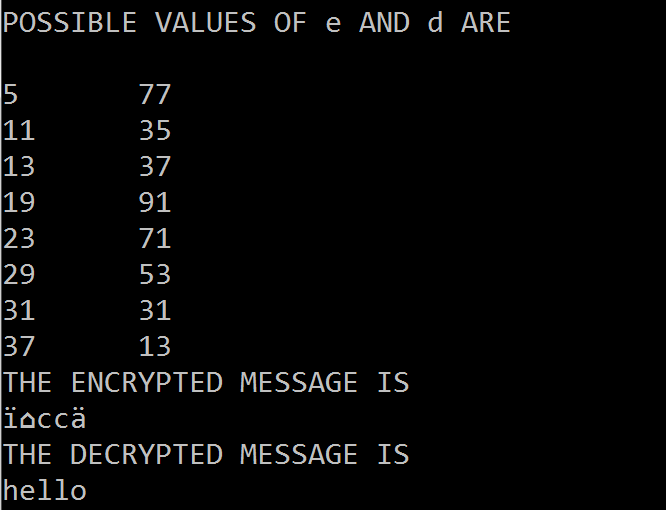 POSSIBLE VALUES OF e AND d ARE
5 77
11 35
13 37
19 91
23 71
29 53
31 31
37 13
THE ENCRYPTED MESSAGE IS
ï⌂ccä
THE DECRYPTED MESSAGE IS
hello